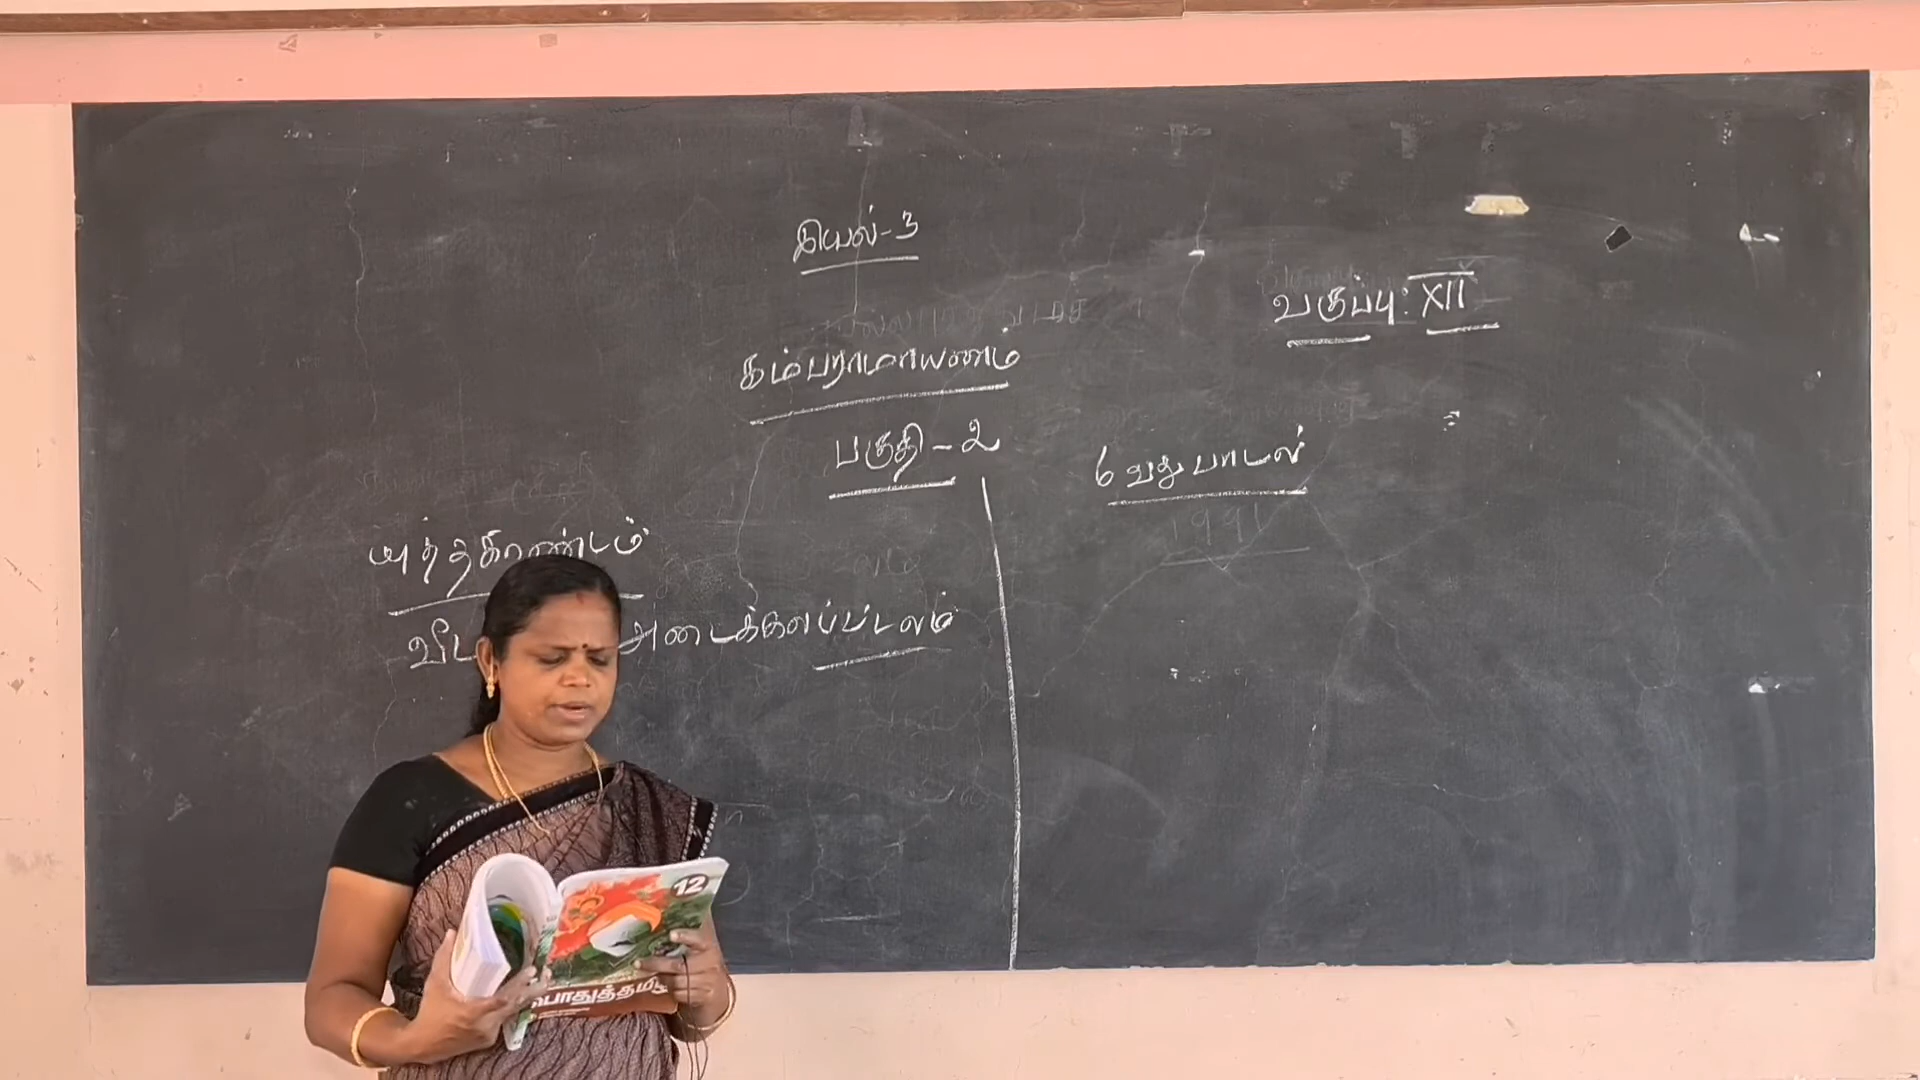 இயல்-3
வகுப்பு: XII
கம்பராமாயணம்
பகுதி-2
6 வது பாடல்
யுத்தகாண்டம்
வீட அடைக்கலப்படலம்
12
பொதுத்தமிழ்